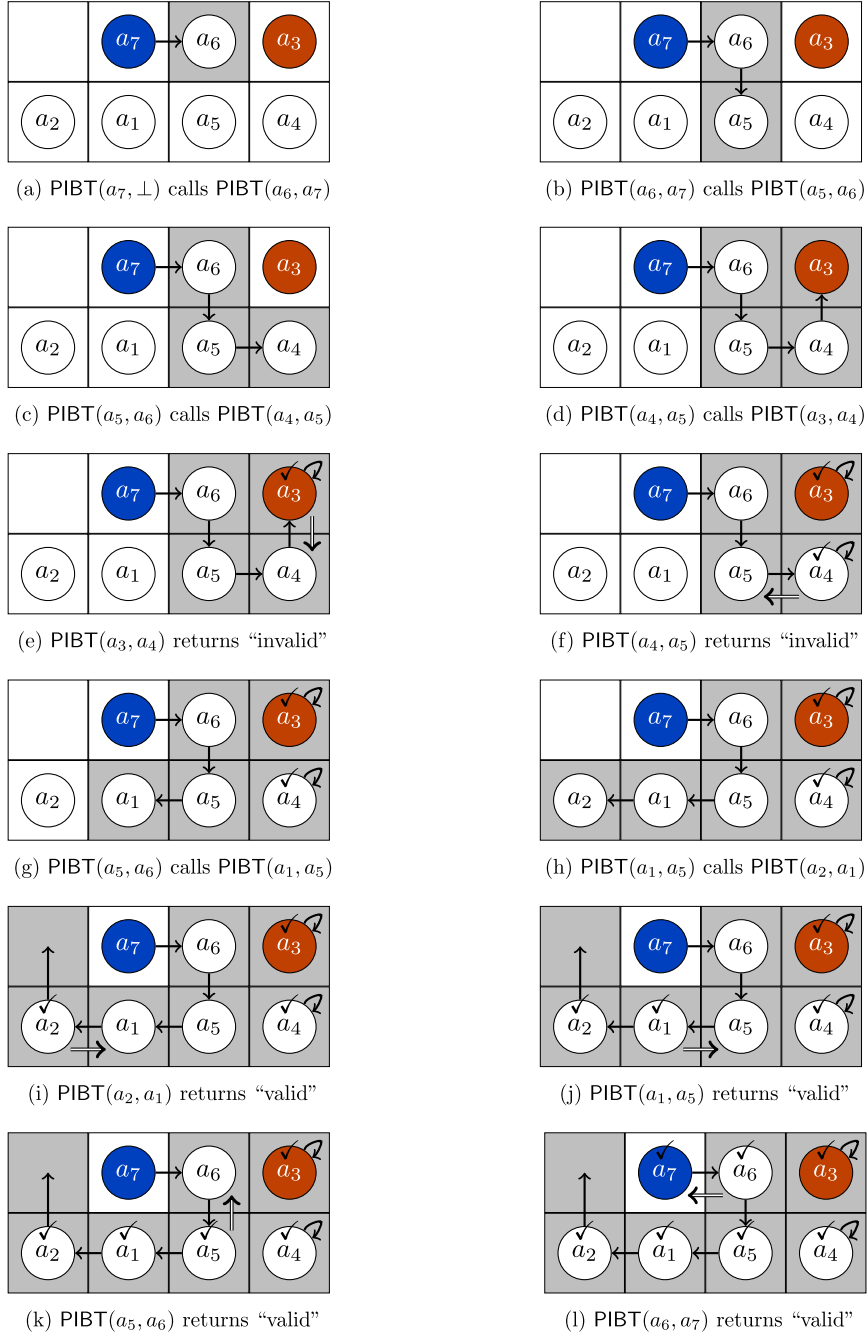 a7 a6 a3 a7 a6 a3
a2 a1 a5 a4 a2 a1 a5 a4
(a) PIBT(a7, ⊥) calls PIBT(a6, a7) (b) PIBT(a6, a7) calls PIBT(a5, a6)
a7 a6 a3 a7 a6 a3
a2 a1 a5 a4 a2 a1 a5 a4
(c) PIBT(a5, a6) calls PIBT(a4, a5) (d) PIBT(a4, a5) calls PIBT(a3, a4)
a7 a6 a3 a7 a6 a3
a2 a1 a5 a4 a2 a1 a5 a4
(e) PIBT(a3, a4) returns “invalid” (f) PIBT(a4, a5) returns “invalid”
a7 a6 a3 a7 a6 a3
a2 a1 a5 a4 a2 a1 a5 a4
(g) PIBT(a5, a6) calls PIBT(a1, a5) (h) PIBT(a1, a5) calls PIBT(a2, a1)
a7 a6 a3 a7 a6 a3
a2 a1 a5 a4 a2 a1 a5 a4
(i) PIBT(a2, a1) returns “valid” (j) PIBT(a1, a5) returns “valid”
a7 a6 a3 a7 a6 a3
a2 a1 a5 a4 a2 a1 a5 a4
(k) PIBT(a5, a6) returns “valid” (l) PIBT(a6, a7) returns “valid”